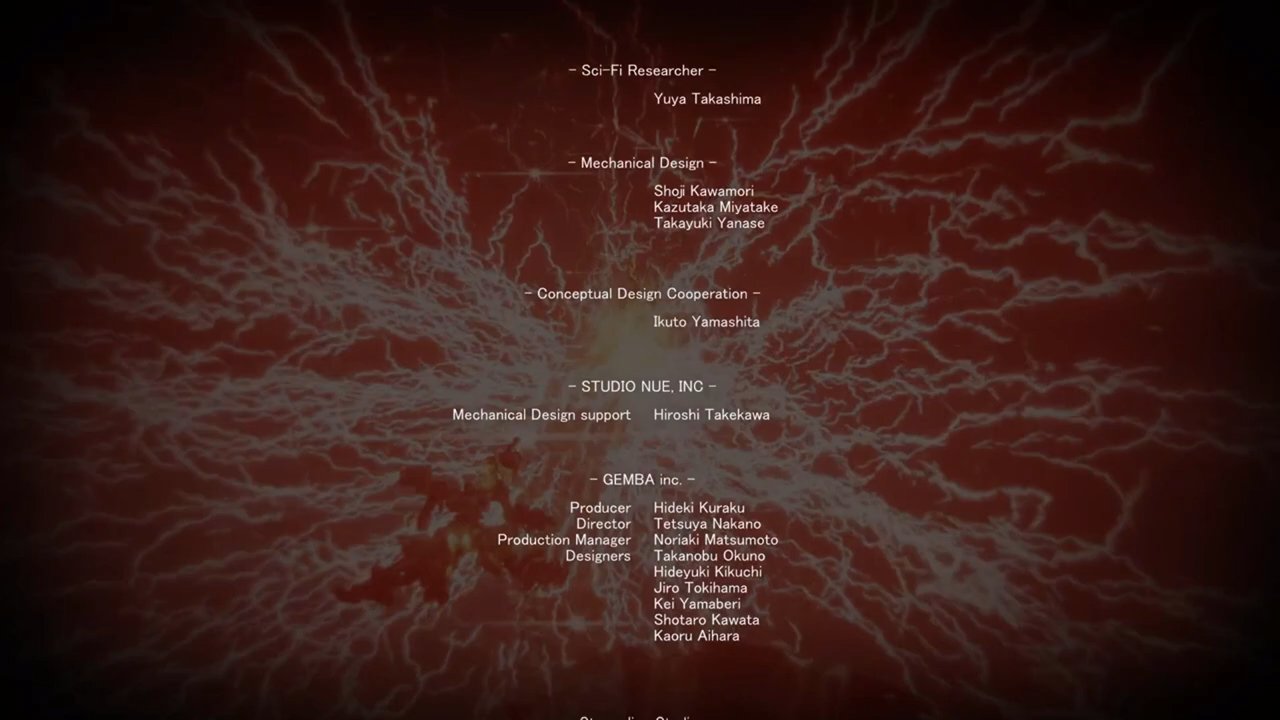 - Sci-Fi Researcher -
Yuya Takashima
- Mechanical Design -
Shoji Kawamori
Kazutaka Miyatake
Takayuki Yanase
- Conceptual Design Cooperation -
Ikuto Yamashita
- STUDIO NUE, INC -
Mechanical Design support Hiroshi Takekawa
- GEMBA inc. -
Producer Hideki Kuraku
Director Tetsuya Nakano
Production Manager Noriaki Matsumoto
Designers Takanobu Okuno
Hideyuki Kikuchi
Jiro Tokihama
Kei Yamaberi
Shotaro Kawata
Kaoru Aihara